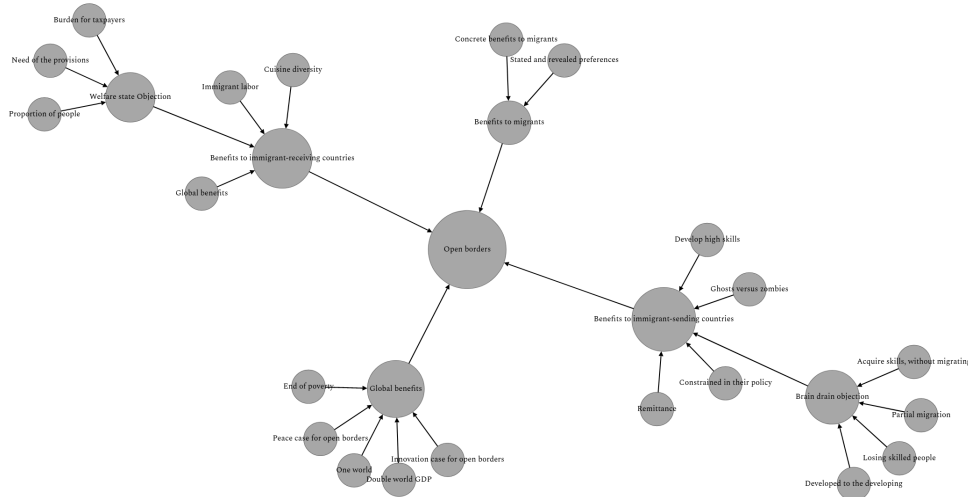 Burden for taxpayers
Concrete benefits to migrants
Need of the provisions
Stated and revealed preferences
Cuisine diversity
Immigrant labor
Welfare state Objection
Proportion of people
Benefits to migrants
Benefits to immigrant-receiving countries
Global benefits
Develop high skills
Open borders
Ghosts versus zombies
Benefits to immigrant-sending countries
Acquire skills, without migrating
Constrained in their policy
End of poverty
Global benefits
Brain drain objection
Remittance
Partial migration
Peace case for open borders
Losing skilled people
Innovation case for open borders
One world
Double world GDP
Developed to the developing